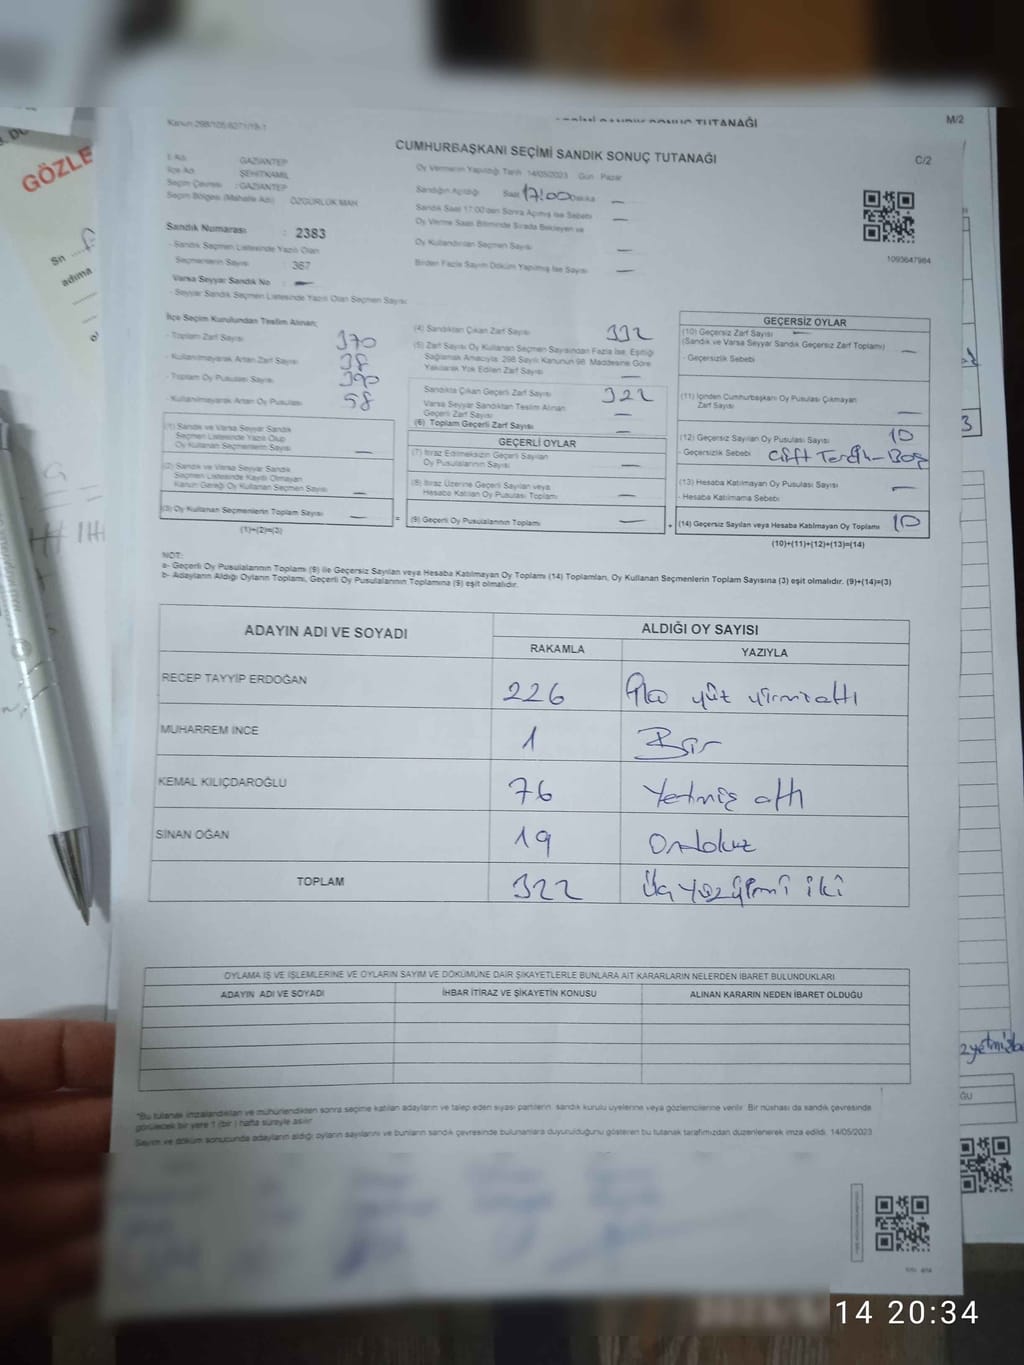 Kanun 298/105,6271/19-1
SONUÇ TUTANAĞI
M/2
CUMHURBAŞKANI SEÇİMİ SANDIK SONUÇ TUTANAĞI
C/2
İl Adı GAZİANTEP
İlçe Adı ŞEHİTKAMİL
Seçim Çevresi : GAZİANTEP
Seçim Bölgesi (Mahalle Adı) ÖZGÜRLÜK MAH
Oy Vermenin Yapıldığı Tarih 14/05/2023 Gün Pazar
Sandığın Açıldığı Saat 17:00 Dakika —
Sandık Saat 17:00'den Sonra Açılmış İse Sebebi —
Oy Verme Saati Bitiminde Sırada Bekleyen ve
Oy Kullandırılan Seçmen Sayısı —
Birden Fazla Sayım Döküm Yapılmış İse Sayısı —
1093647984
Sandık Numarası : 2383
- Sandık Seçmen Listesinde Yazılı Olan
Seçmenlerin Sayısı : 367
Varsa Seyyar Sandık No : —
- Seyyar Sandık Seçmen Listesinde Yazılı Olan Seçmen Sayısı
İlçe Seçim Kurulundan Teslim Alınan;
- Toplam Zarf Sayısı 370
- Kullanılmayarak Artan Zarf Sayısı 38
- Toplam Oy Pusulası Sayısı 390
- Kullanılmayarak Artan Oy Pusulası 58
(1) Sandık ve Varsa Seyyar Sandık
Seçmen Listesinde Yazılı Olup
Oy Kullanan Seçmenlerin Sayısı —
(2) Sandık ve Varsa Seyyar Sandık
Seçmen Listesinde Kayıtlı Olmayan
Kanun Gereği Oy Kullanan Seçmen Sayısı —
(3) Oy Kullanan Seçmenlerin Toplam Sayısı —
(1)+(2)=(3)
(4) Sandıktan Çıkan Zarf Sayısı 332
(5) Zarf Sayısı Oy Kullanan Seçmen Sayısından Fazla İse, Eşitliği
Sağlamak Amacıyla, 298 Sayılı Kanunun 98. Maddesine Göre
Yakılarak Yok Edilen Zarf Sayısı —
Sandıkta Çıkan Geçerli Zarf Sayısı 322
Varsa Seyyar Sandıktan Teslim Alınan
Geçerli Zarf Sayısı —
(6) Toplam Geçerli Zarf Sayısı —
GEÇERLİ OYLAR
(7) İtiraz Edilmeksizin Geçerli Sayılan
Oy Pusulalarının Sayısı —
(8) İtiraz Üzerine Geçerli Sayılan veya
Hesaba Katılan Oy Pusulası Toplamı —
= (9) Geçerli Oy Pusulalarının Toplamı —
GEÇERSİZ OYLAR
(10) Geçersiz Zarf Sayısı —
(Sandık ve Varsa Seyyar Sandık Geçersiz Zarf Toplamı) —
- Geçersizlik Sebebi
(11) İçinden Cumhurbaşkanı Oy Pusulası Çıkmayan
Zarf Sayısı —
(12) Geçersiz Sayılan Oy Pusulası Sayısı 10
- Geçersizlik Sebebi Çift Tercih-Boş
(13) Hesaba Katılmayan Oy Pusulası Sayısı —
- Hesaba Katılmama Sebebi
+ (14) Geçersiz Sayılan veya Hesaba Katılmayan Oy Toplamı 10
(10)+(11)+(12)+(13)=(14)
NOT:
a- Geçerli Oy Pusulalarının Toplamı (9) ile Geçersiz Sayılan veya Hesaba Katılmayan Oy Toplamı (14) Toplamları, Oy Kullanan Seçmenlerin Toplam Sayısına (3) eşit olmalıdır. (9)+(14)=(3)
b- Adayların Aldığı Oyların Toplamı, Geçerli Oy Pusulalarının Toplamına (9) eşit olmalıdır.
ADAYIN ADI VE SOYADI ALDIĞI OY SAYISI
RAKAMLA YAZIYLA
RECEP TAYYİP ERDOĞAN 226 yüz yirmi altı
MUHARREM İNCE 1 Bir
KEMAL KILIÇDAROĞLU 76 Yetmiş altı
SİNAN OĞAN 19 Ondokuz
TOPLAM 322 Üç yüz yirmi iki
OYLAMA İŞ VE İŞLEMLERİNE VE OYLARIN SAYIM VE DÖKÜMÜNE DAİR ŞİKAYETLERLE BUNLARA AİT KARARLARIN NELERDEN İBARET BULUNDUKLARI
ADAYIN ADI VE SOYADI İHBAR İTİRAZ VE ŞİKAYETİN KONUSU ALINAN KARARIN NEDEN İBARET OLDUĞU
"Bu tutanak imzalandıktan ve mühürlendikten sonra seçime katılan adayların ve talep eden siyasi partilerin sandık kurulu üyelerine veya gözlemcilerine verilir. Bir nüshası da sandık çevresinde
görülecek bir yere 1 (bir) hafta süreyle asılır
Sayım ve döküm sonucunda adayların aldığı oyların sayılarını ve bunların sandık çevresinde bulunanlara duyurulduğunu gösteren bu tutanak tarafımızdan düzenlenerek imza edildi. 14/05/2023
GÖZLE
Sn
adıma
3
ĞU
14 20:34